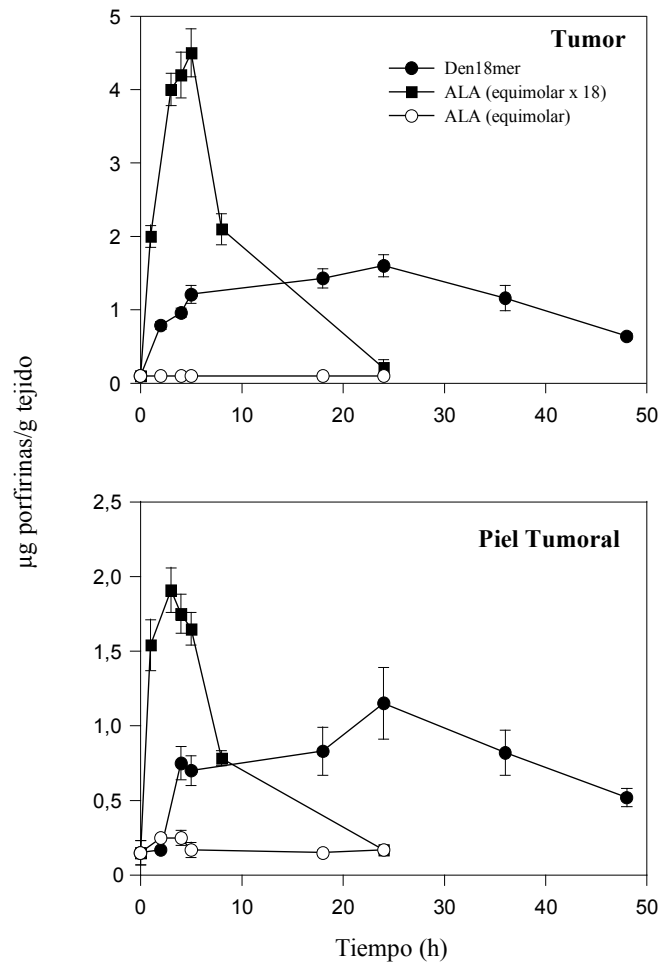 Tumor
Den18mer
ALA (equimolar x 18)
ALA (equimolar)
5
4
3
2
1
0
0 10 20 30 40 50
µg porfirinas/g tejido
Piel Tumoral
2,5
2,0
1,5
1,0
0,5
0
0 10 20 30 40 50
Tiempo (h)